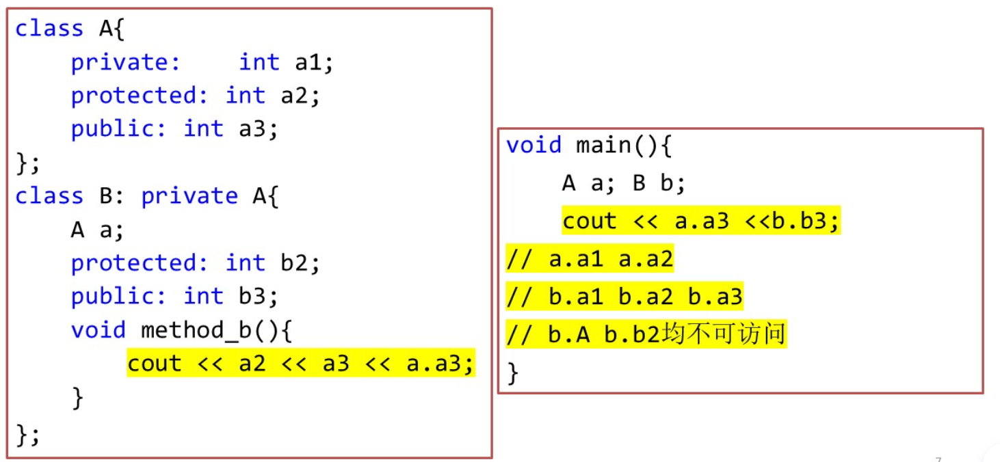 class A{
private: int a1;
protected: int a2;
public: int a3;
};
class B: private A{
A a;
protected: int b2;
public: int b3;
void method_b(){
cout << a2 << a3 << a.a3;
}
};
void main(){
A a; B b;
cout << a.a3 <<b.b3;
// a.a1 a.a2
// b.a1 b.a2 b.a3
// b.A b.b2均不可访问
}